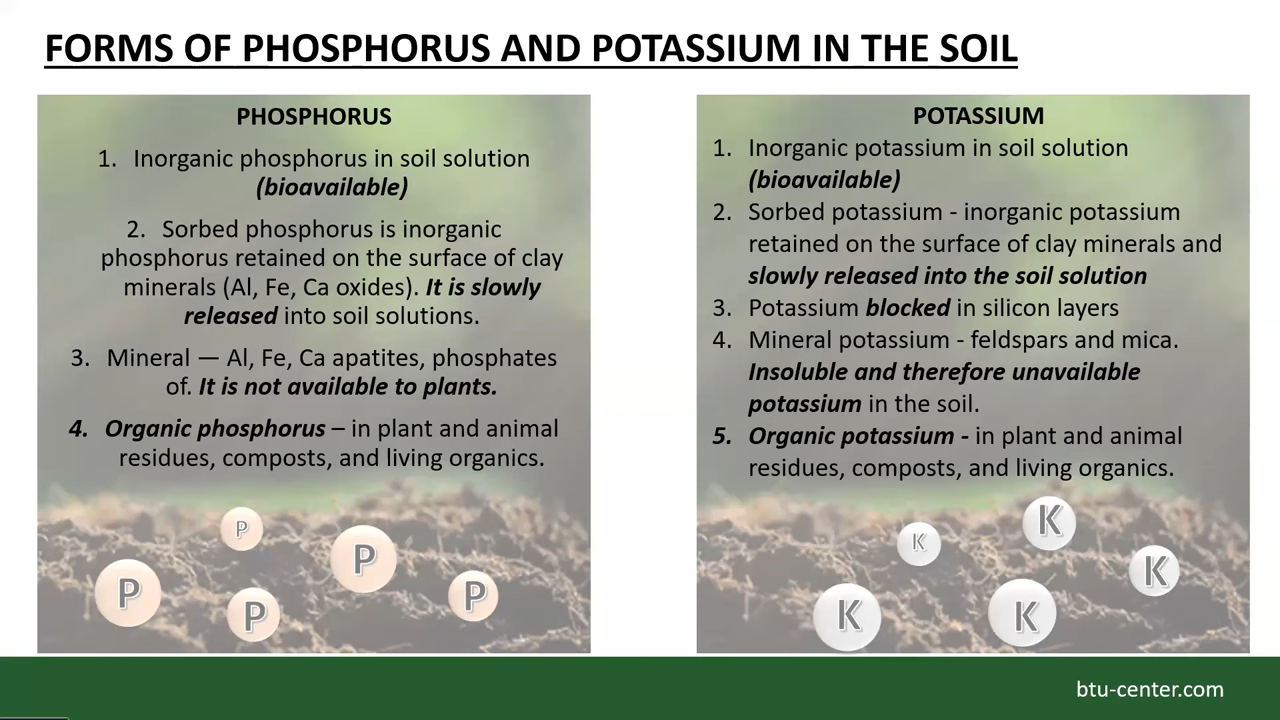 FORMS OF PHOSPHORUS AND POTASSIUM IN THE SOIL
PHOSPHORUS
1. Inorganic phosphorus in soil solution
(bioavailable)
2. Sorbed phosphorus is inorganic
phosphorus retained on the surface of clay
minerals (Al, Fe, Ca oxides). It is slowly
released into soil solutions.
3. Mineral — Al, Fe, Ca apatites, phosphates
of. It is not available to plants.
4. Organic phosphorus – in plant and animal
residues, composts, and living organics.
P
P
P
P
P
POTASSIUM
1. Inorganic potassium in soil solution
(bioavailable)
2. Sorbed potassium - inorganic potassium
retained on the surface of clay minerals and
slowly released into the soil solution
3. Potassium blocked in silicon layers
4. Mineral potassium - feldspars and mica.
Insoluble and therefore unavailable
potassium in the soil.
5. Organic potassium - in plant and animal
residues, composts, and living organics.
K
K
K
K
K
btu-center.com